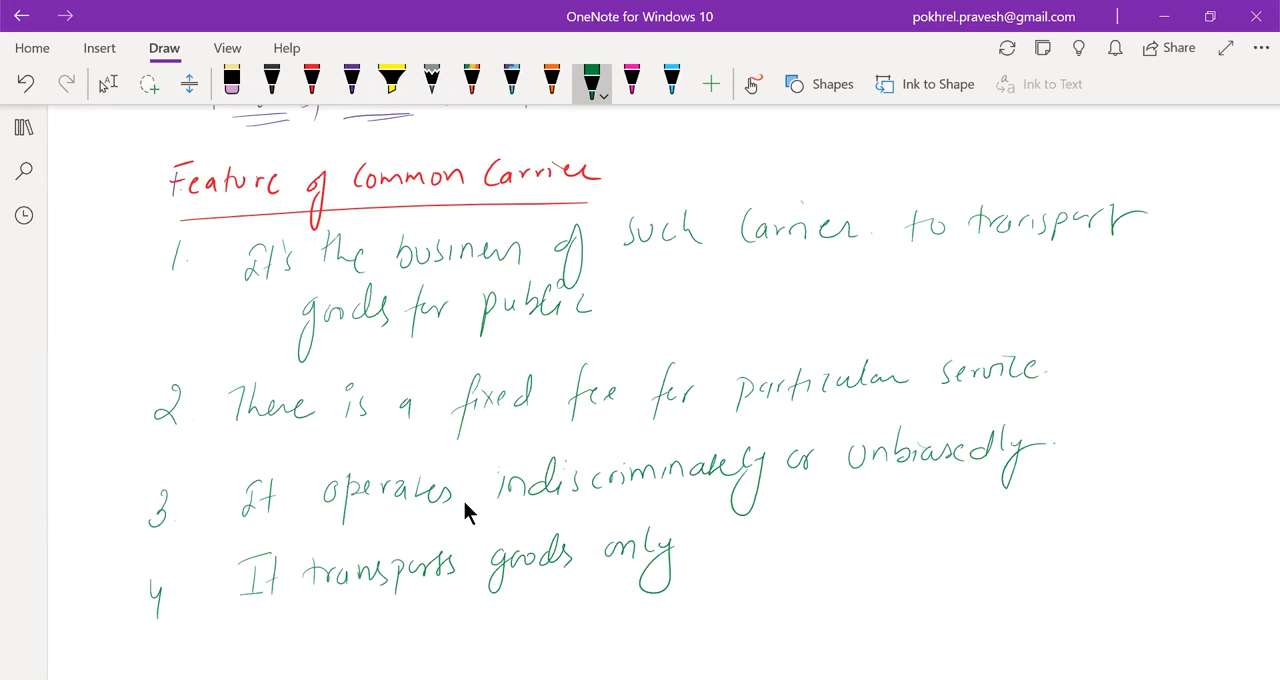 OneNote for Windows 10
pokhrel.pravesh@gmail.com
Home Insert Draw View Help
Share
Shapes Ink to Shape Ink to Text
Feature of Common Carrier
1. It's the business of such Carrier. to transport
goods for public
2. There is a fixed fee for particular service.
3. It operates indiscriminately or unbiasedly.
4 It transports goods only